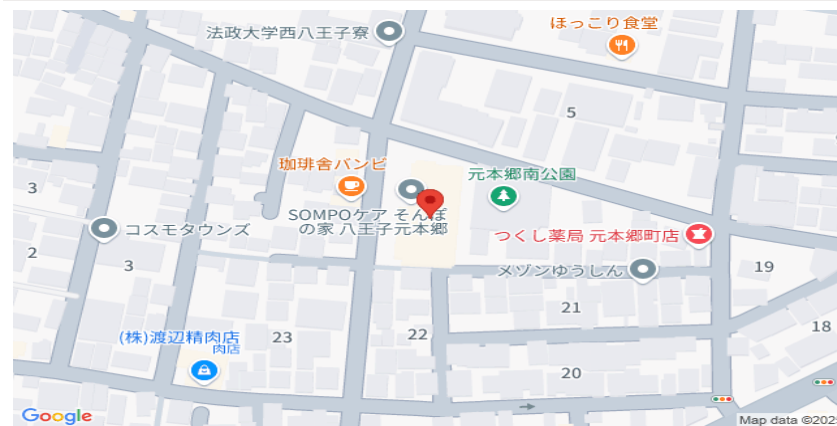 ほっこり食堂
法政大学西八王子寮
5
珈琲舎バンビ
元本郷南公園
3
SOMPOケア そんぽ
の家 八王子元本郷
コスモタウンズ
つくし薬局 元本郷町店
2
3
メゾンゆうしん
19
21
(株)渡辺精肉店
肉店
23
22
18
20
Google
Map data ©202